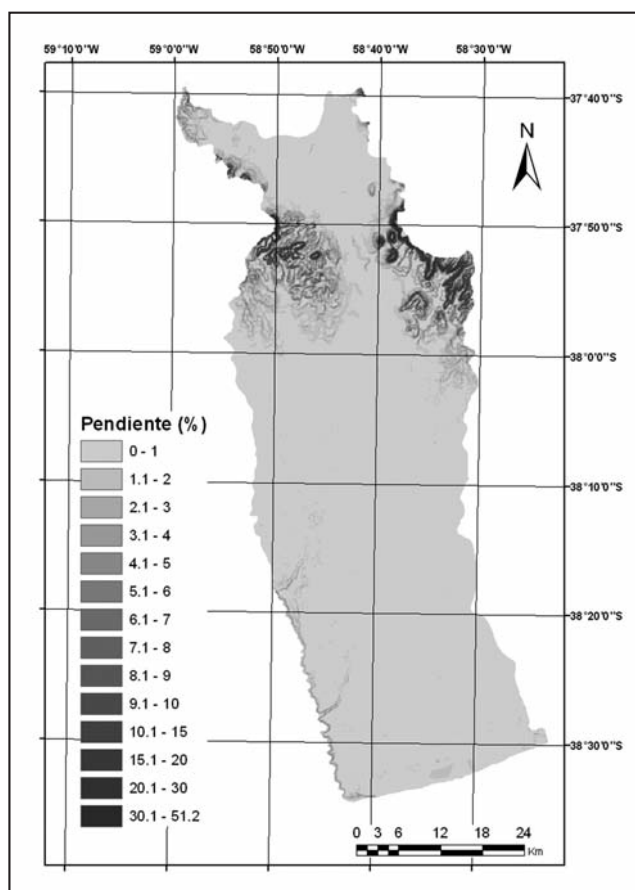 59°10'0"W 59°0'0"W 58°50'0"W 58°40'0"W 58°30'0"W
37°40'0"S
N
37°50'0"S
38°0'0"S
Pendiente (%)
0 - 1
1.1 - 2
38°10'0"S
2.1 - 3
3.1 - 4
4.1 - 5
5.1 - 6
38°20'0"S
6.1 - 7
7.1 - 8
8.1 - 9
9.1 - 10
10.1 - 15
38°30'0"S
15.1 - 20
20.1 - 30
30.1 - 51.2
0 3 6 12 18 24
Km